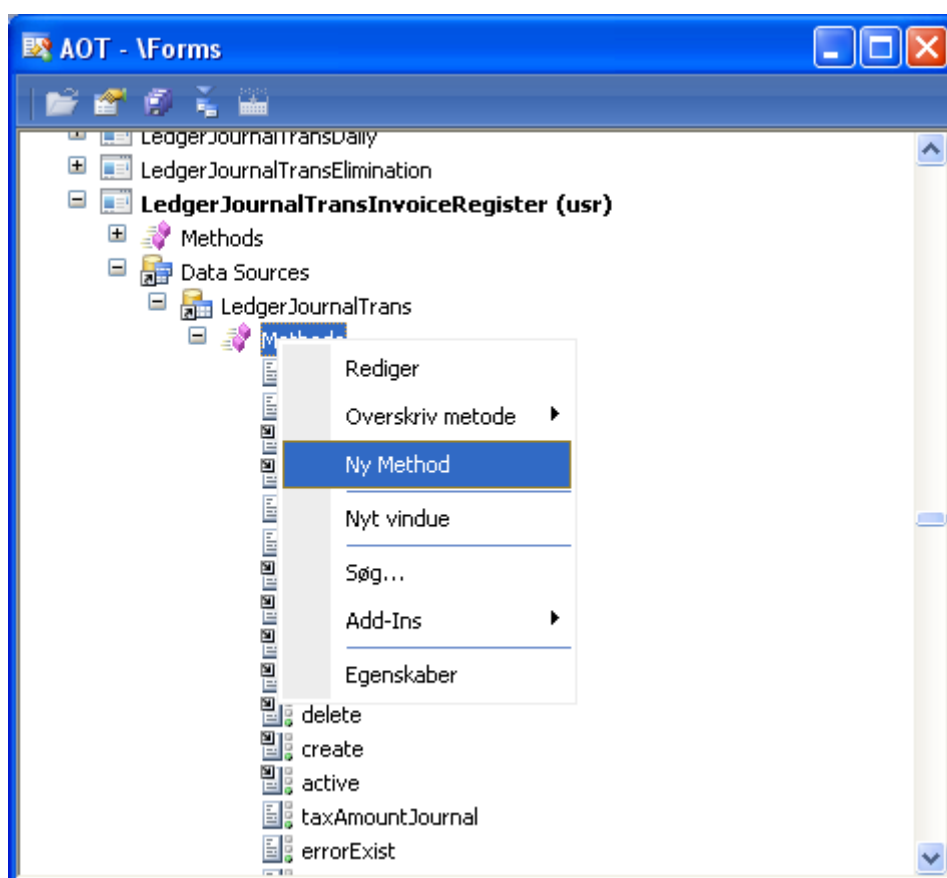 AOT - \Forms
LedgerJournalTransDaily
LedgerJournalTransElimination
LedgerJournalTransInvoiceRegister (usr)
Methods
Data Sources
LedgerJournalTrans
Methods
Rediger
Overskriv metode
Ny Method
Nyt vindue
Søg...
Add-Ins
Egenskaber
delete
create
active
taxAmountJournal
errorExist